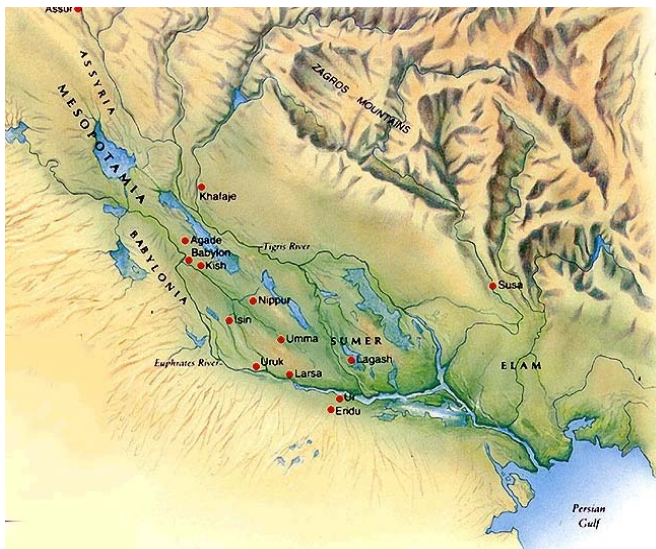 Assur
ASSYRIA
MESOPOTAMIA
ZAGROS MOUNTAINS
Khafaje
BABYLONIA
Agade
Babylon
Kish
Tigris River
Susa
Nippur
Isin
Umma
SUMER
Euphrates River
Uruk
Lagash
ELAM
Larsa
Ur
Eridu
Persian
Gulf